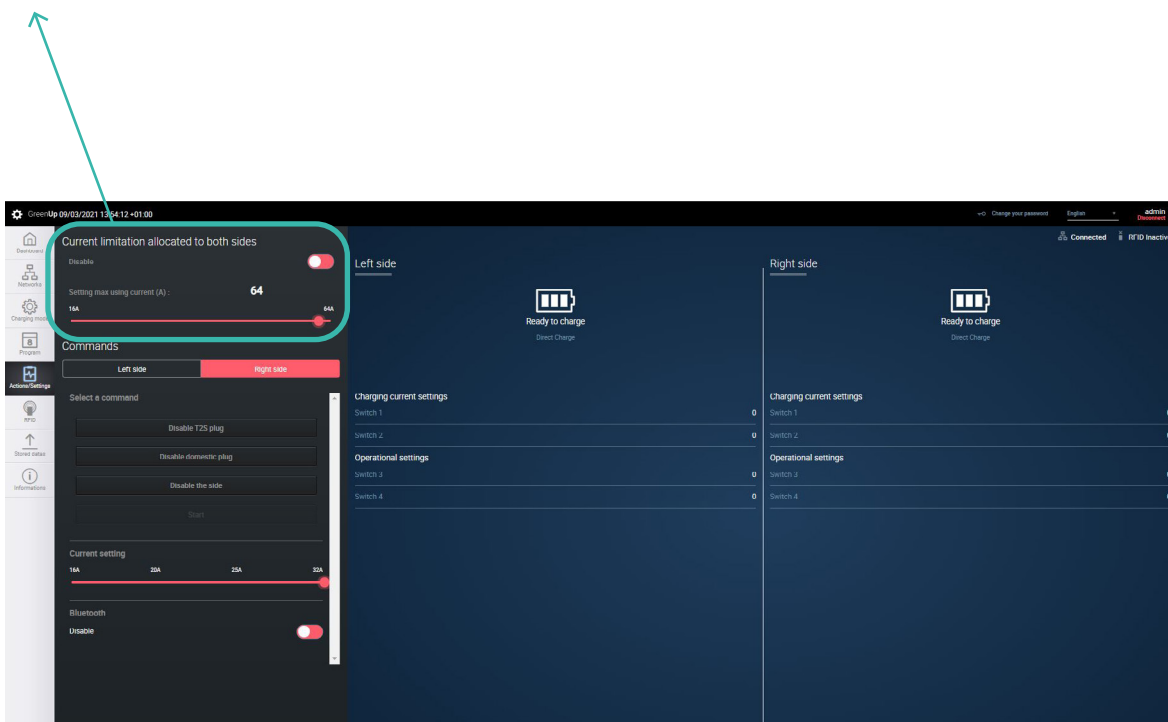 GreenUp 09/03/2021 13:54:12 +01:00
Change your password
English
admin
Disconnect
Connected
RFID Inactive
Dashboard
Networks
Charging mode
Program
8
Actions/Settings
RFID
Stored datas
Informations
Current limitation allocated to both sides
Disable
Setting max using current (A) :
64
16A 64A
Commands
Left side Right side
Select a command
Disable T2S plug
Disable domestic plug
Disable the side
Start
Current setting
16A 20A 25A 32A
Bluetooth
Disable
Left side
Ready to charge
Direct Charge
Charging current settings
Switch 1 0
Switch 2 0
Operational settings
Switch 3 0
Switch 4 0
Right side
Ready to charge
Direct Charge
Charging current settings
Switch 1
Switch 2
Operational settings
Switch 3
Switch 4